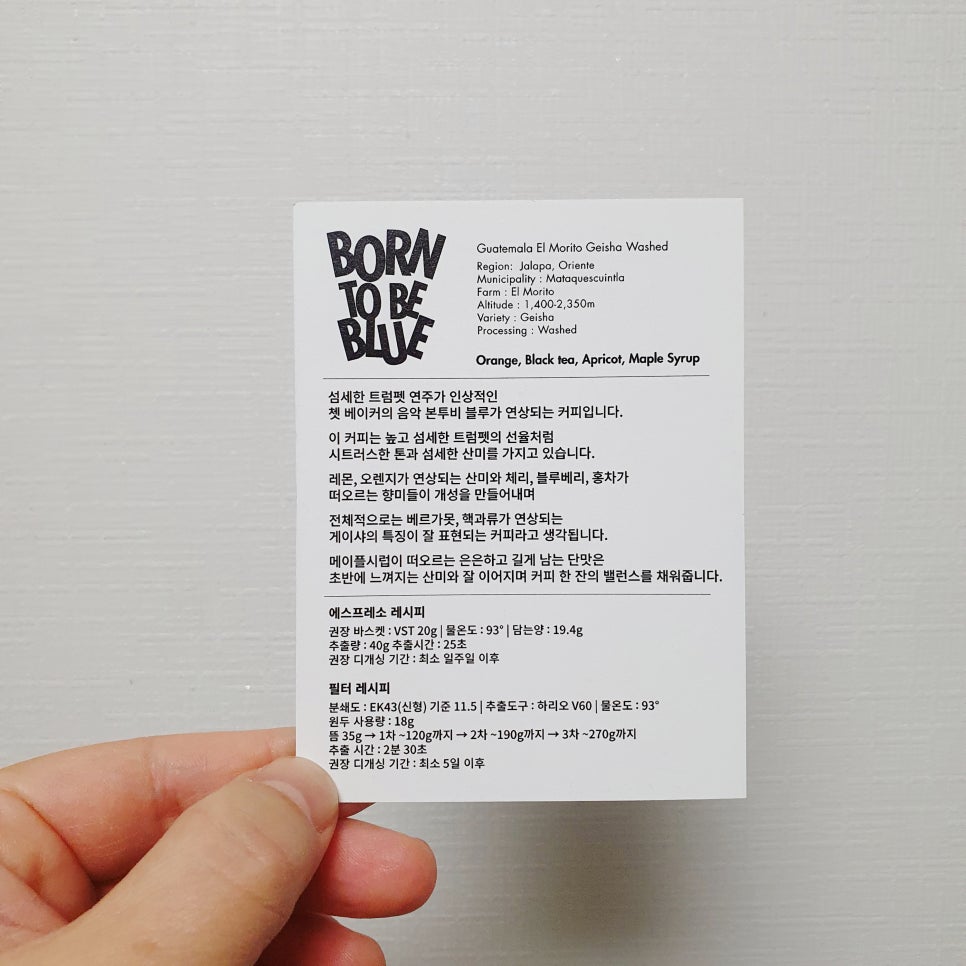 BORN
TO BE
BLUE
Guatemala El Morito Geisha Washed
Region: Jalapa, Oriente
Municipality : Mataquescuintla
Farm : El Morito
Altitude : 1,400-2,350m
Variety : Geisha
Processing : Washed
Orange, Black tea, Apricot, Maple Syrup
섬세한 트럼펫 연주가 인상적인
쳇 베이커의 음악 본투비 블루가 연상되는 커피입니다.
이 커피는 높고 섬세한 트럼펫의 선율처럼
시트러스한 톤과 섬세한 산미를 가지고 있습니다.
레몬, 오렌지가 연상되는 산미와 체리, 블루베리, 홍차가
떠오르는 향미들이 개성을 만들어내며
전체적으로는 베르가못, 핵과류가 연상되는
게이샤의 특징이 잘 표현되는 커피라고 생각됩니다.
메이플시럽이 떠오르는 은은하고 길게 남는 단맛은
초반에 느껴지는 산미와 잘 이어지며 커피 한 잔의 밸런스를 채워줍니다.
에스프레소 레시피
권장 바스켓 : VST 20g | 물온도 : 93° | 담는양 : 19.4g
추출량 : 40g 추출시간 : 25초
권장 디개싱 기간 : 최소 일주일 이후
필터 레시피
분쇄도 : EK43(신형) 기준 11.5 | 추출도구 : 하리오 V60 | 물온도 : 93°
원두 사용량 : 18g
뜸 35g → 1차 ~120g까지 → 2차 ~190g까지 → 3차 ~270g까지
추출 시간 : 2분 30초
권장 디개싱 기간 : 최소 5일 이후